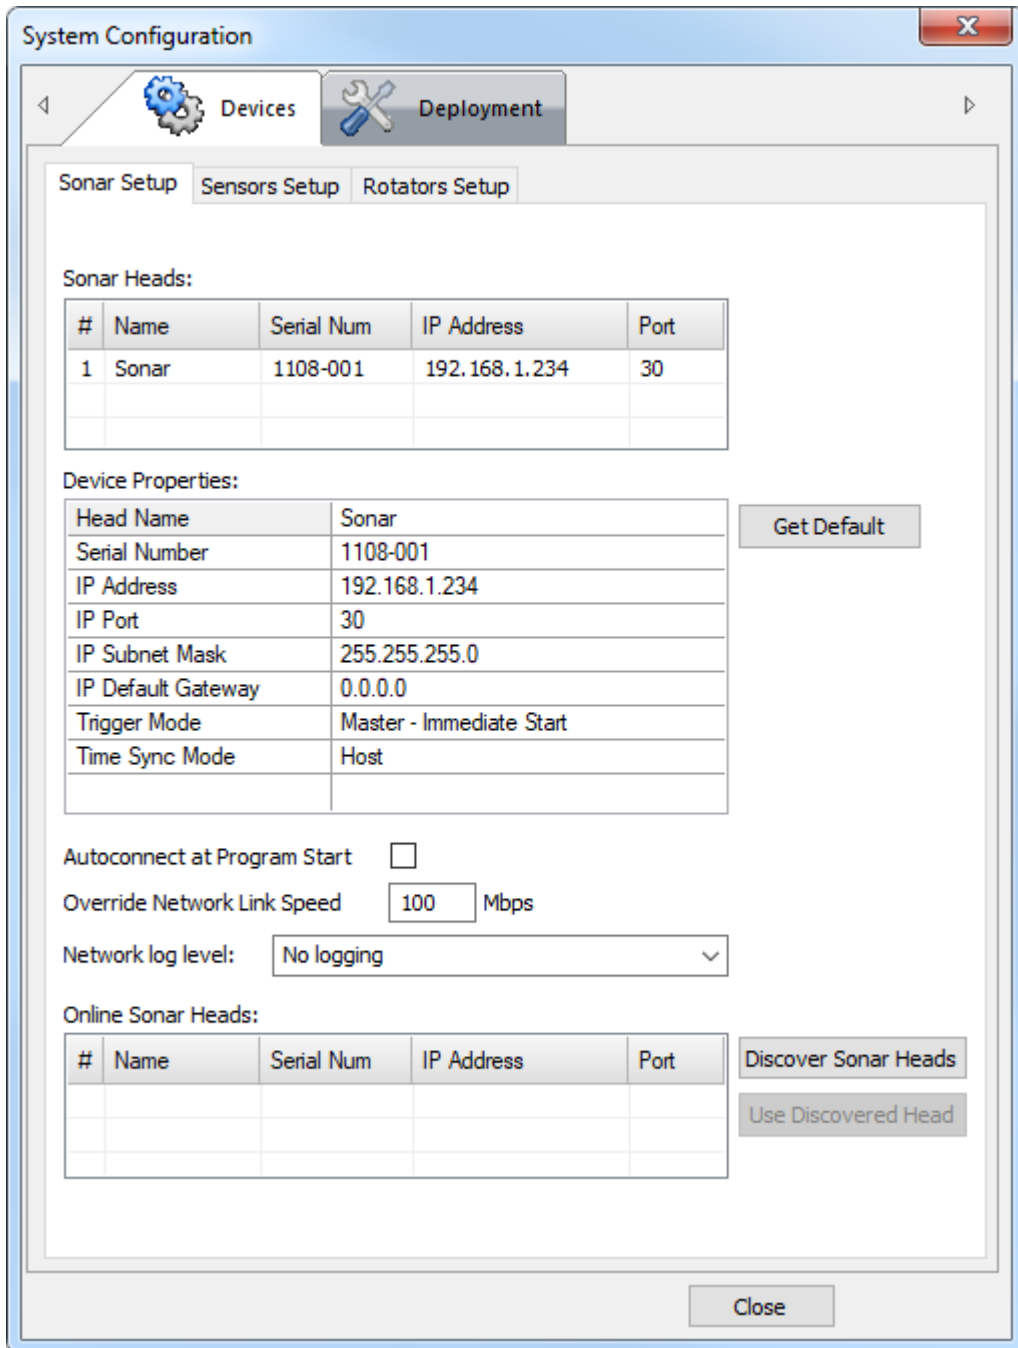 System Configuration
Devices Deployment
Sonar Setup Sensors Setup Rotators Setup
Sonar Heads:
# Name Serial Num IP Address Port
1 Sonar 1108-001 192.168.1.234 30
Device Properties:
Head Name Sonar
Get Default
Serial Number 1108-001
IP Address 192.168.1.234
IP Port 30
IP Subnet Mask 255.255.255.0
IP Default Gateway 0.0.0.0
Trigger Mode Master - Immediate Start
Time Sync Mode Host
Autoconnect at Program Start
Override Network Link Speed 100 Mbps
Network log level: No logging
Online Sonar Heads:
# Name Serial Num IP Address Port
Discover Sonar Heads
Use Discovered Head
Close